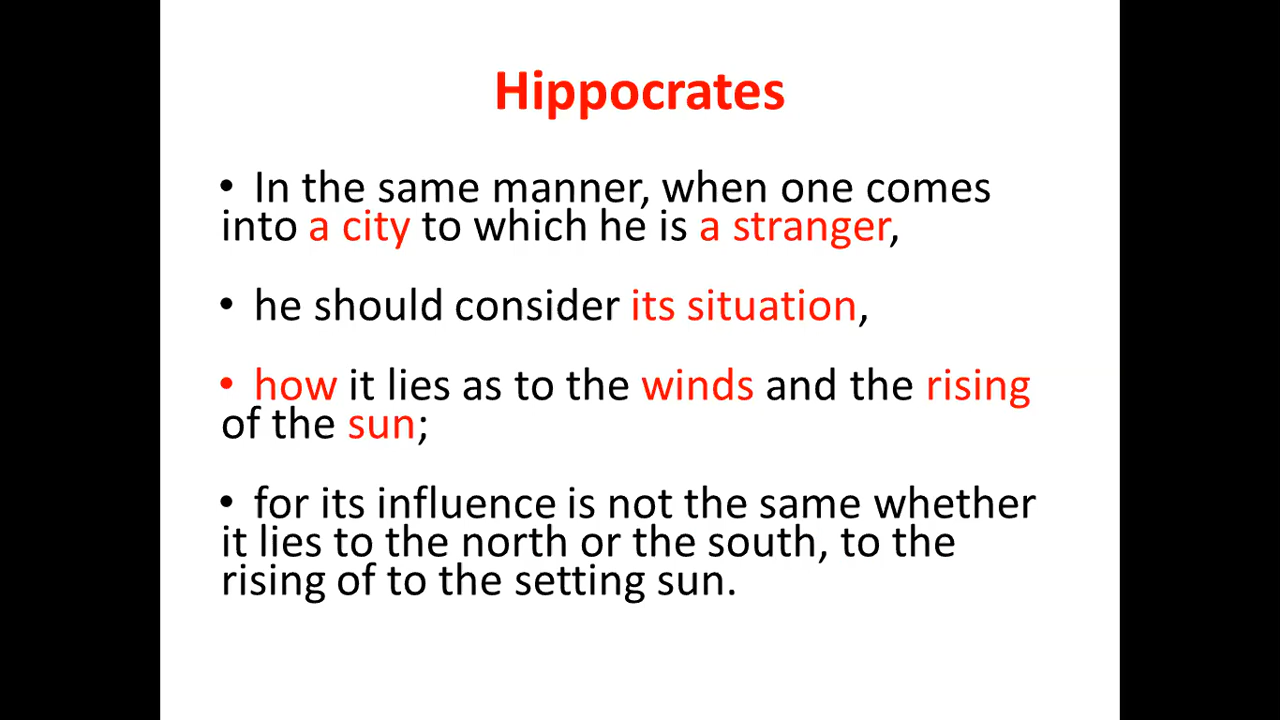 Hippocrates
• In the same manner, when one comes
into a city to which he is a stranger,
• he should consider its situation,
• how it lies as to the winds and the rising
of the sun;
• for its influence is not the same whether
it lies to the north or the south, to the
rising of to the setting sun.